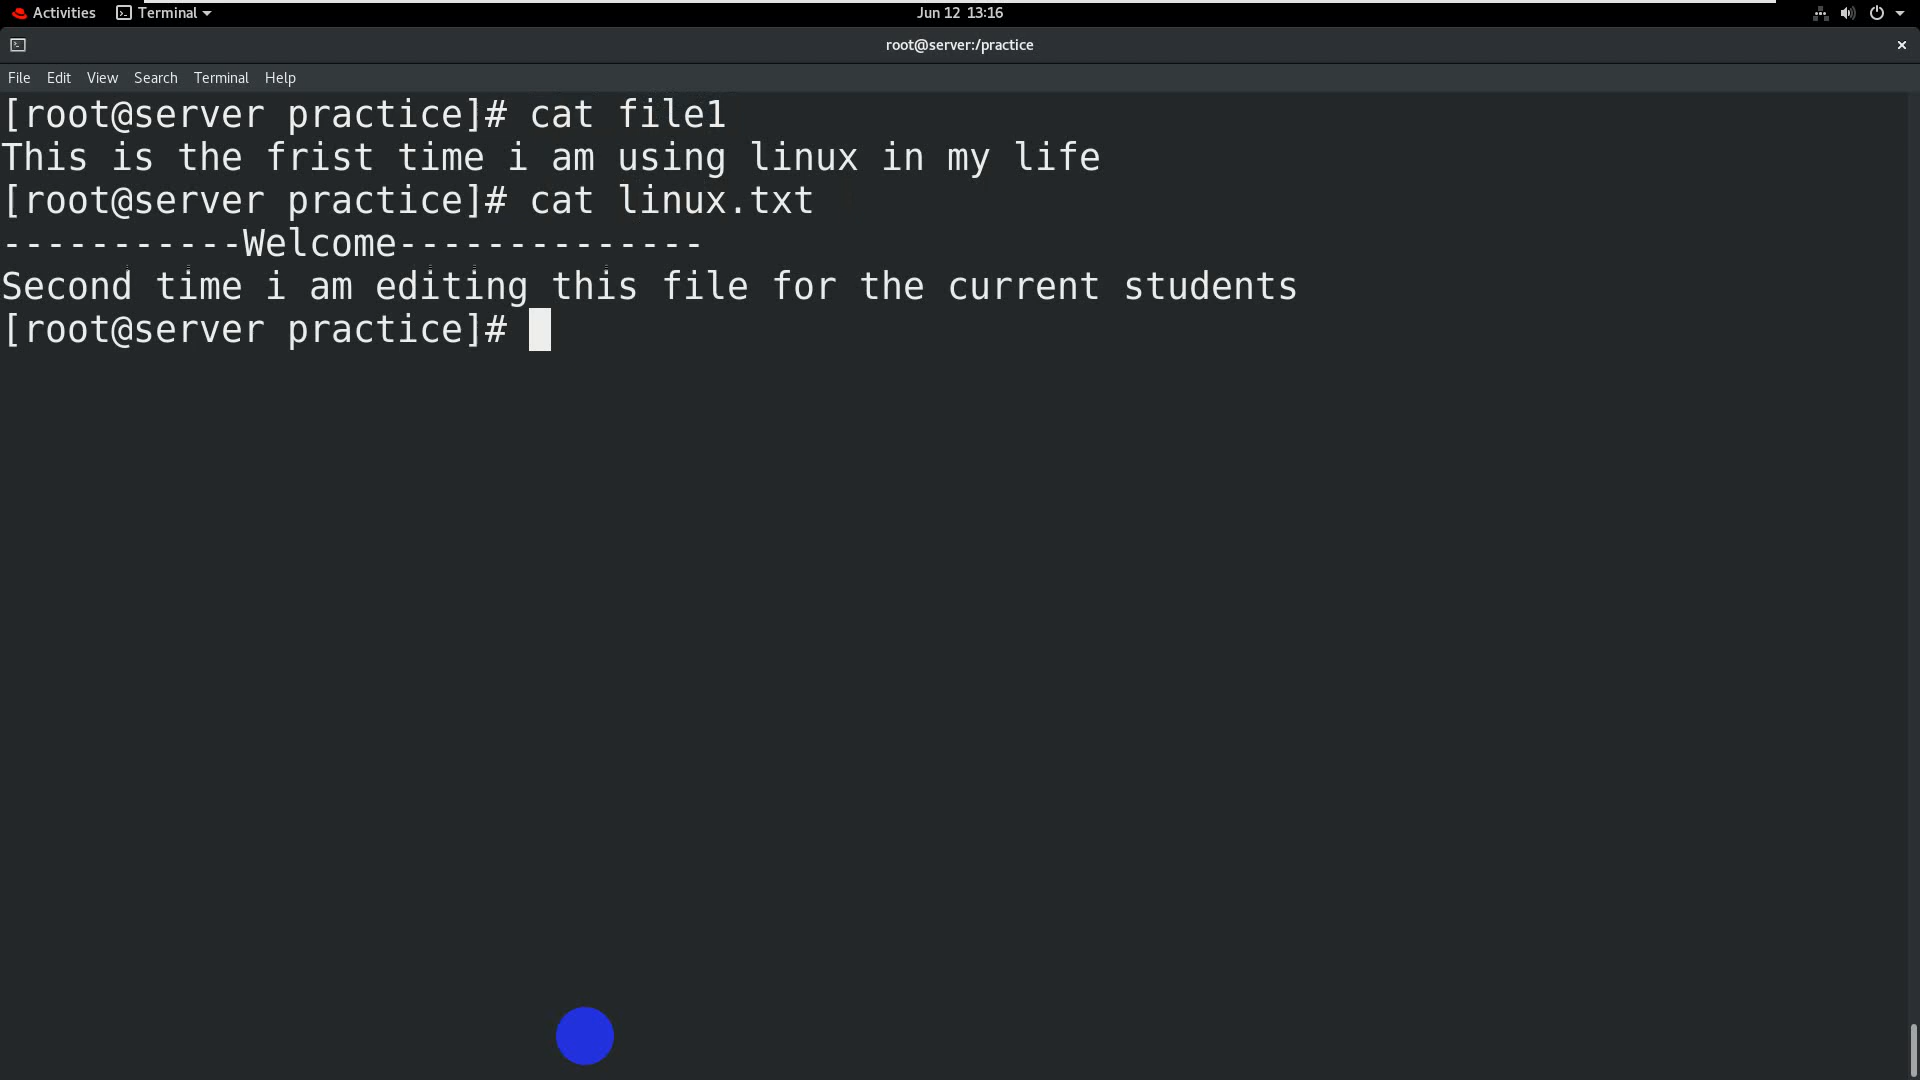 Activities Terminal Jun 12 13:16
root@server:/practice
File Edit View Search Terminal Help
[root@server practice]# cat file1
This is the frist time i am using linux in my life
[root@server practice]# cat linux.txt
-----------Welcome--------------
Second time i am editing this file for the current students
[root@server practice]#